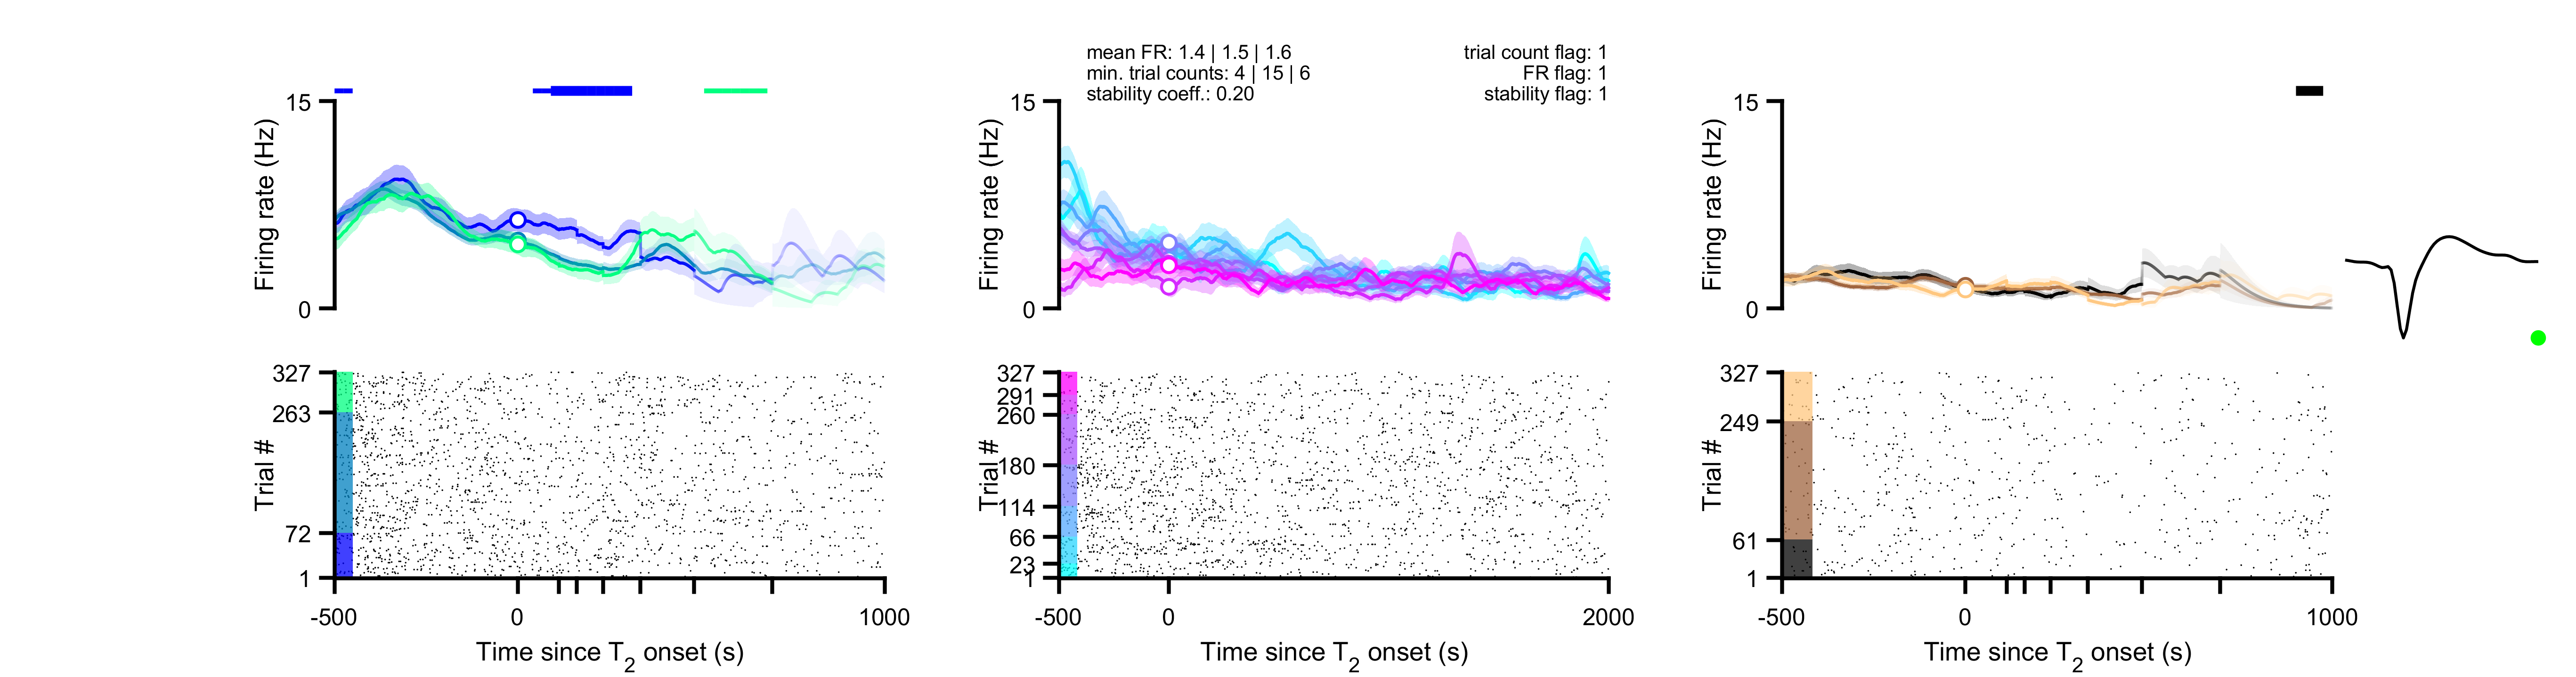 mean FR: 1.4 | 1.5 | 1.6
min. trial counts: 4 | 15 | 6
stability coeff.: 0.20
trial count flag: 1
FR flag: 1
stability flag: 1
15
0
Firing rate (Hz)
15
0
Firing rate (Hz)
15
0
Firing rate (Hz)
327
263
72
1
Trial #
-500
0
1000
Time since T2 onset (s)
327
291
260
180
114
66
23
1
Trial #
-500
0
2000
Time since T2 onset (s)
327
249
61
1
Trial #
-500
0
1000
Time since T2 onset (s)